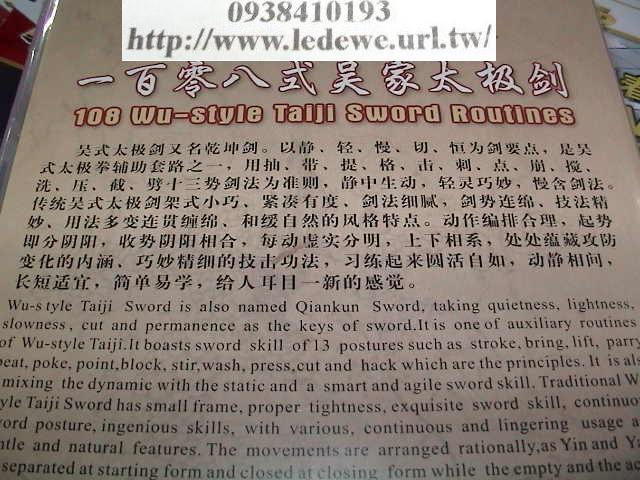 0938410193
http://www.ledewe.url.tw/
一百零八式吴家太极剑
108 Wu-style Taiji Sword Routines
吴式太极剑又名乾坤剑。以静、轻、慢、切、恒为剑要点，是吴
式太极拳辅助套路之一，用抽、带、提、格、击、刺、点、崩、搅、
洗、压、截、劈十三势剑法为准则，静中生动，轻灵巧妙，慢含剑法。
传统吴式太极剑架式小巧、紧凑有度、剑法细腻，剑势连绵、技法精
妙、用法多变连贯缠绵、和缓自然的风格特点。动作编排合理，起势
即分阴阳，收势阴阳相合，每动虚实分明，上下相系，处处蕴藏攻防
变化的内涵、巧妙精细的技击功法，习练起来圆活自如，动静相间，
长短适宜，简单易学，给人耳目一新的感觉。
Wu-style Taiji Sword is also named Qiankun Sword, taking quietness, lightness,
slowness, cut and permanence as the keys of sword.It is one of auxiliary routines
of Wu-style Taiji.It boasts sword skill of 13 postures such as stroke, bring, lift, parry
beat, poke, point,block, stir,wash, press,cut and hack which are the principles. It is als
mixing the dynamic with the static and a smart and agile sword skill. Traditional W
yle Taiji Sword has small frame, proper tightness, exquisite sword skill, continuou
ord posture, ingenious skills, with various, continuous and lingering usage a
ntle and natural features. The movements are arranged rationally,as Yin and Ya
separated at starting form and closed at closing form while the empty and the ac